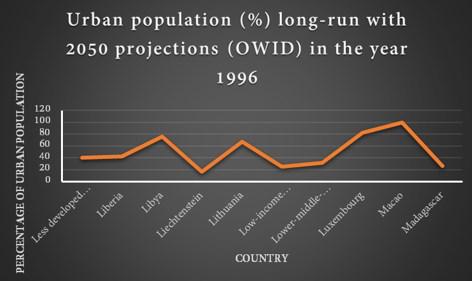 Urban population (%) long-run with
2050 projections (OWID) in the year
1996
PERCENTAGE OF URBAN POPULATION
120
100
80
60
40
20
0
Less developed...
Liberia
Libya
Liechtenstein
Lithuania
Low-income...
Lower-middle-...
Luxembourg
Macao
Madagascar
COUNTRY